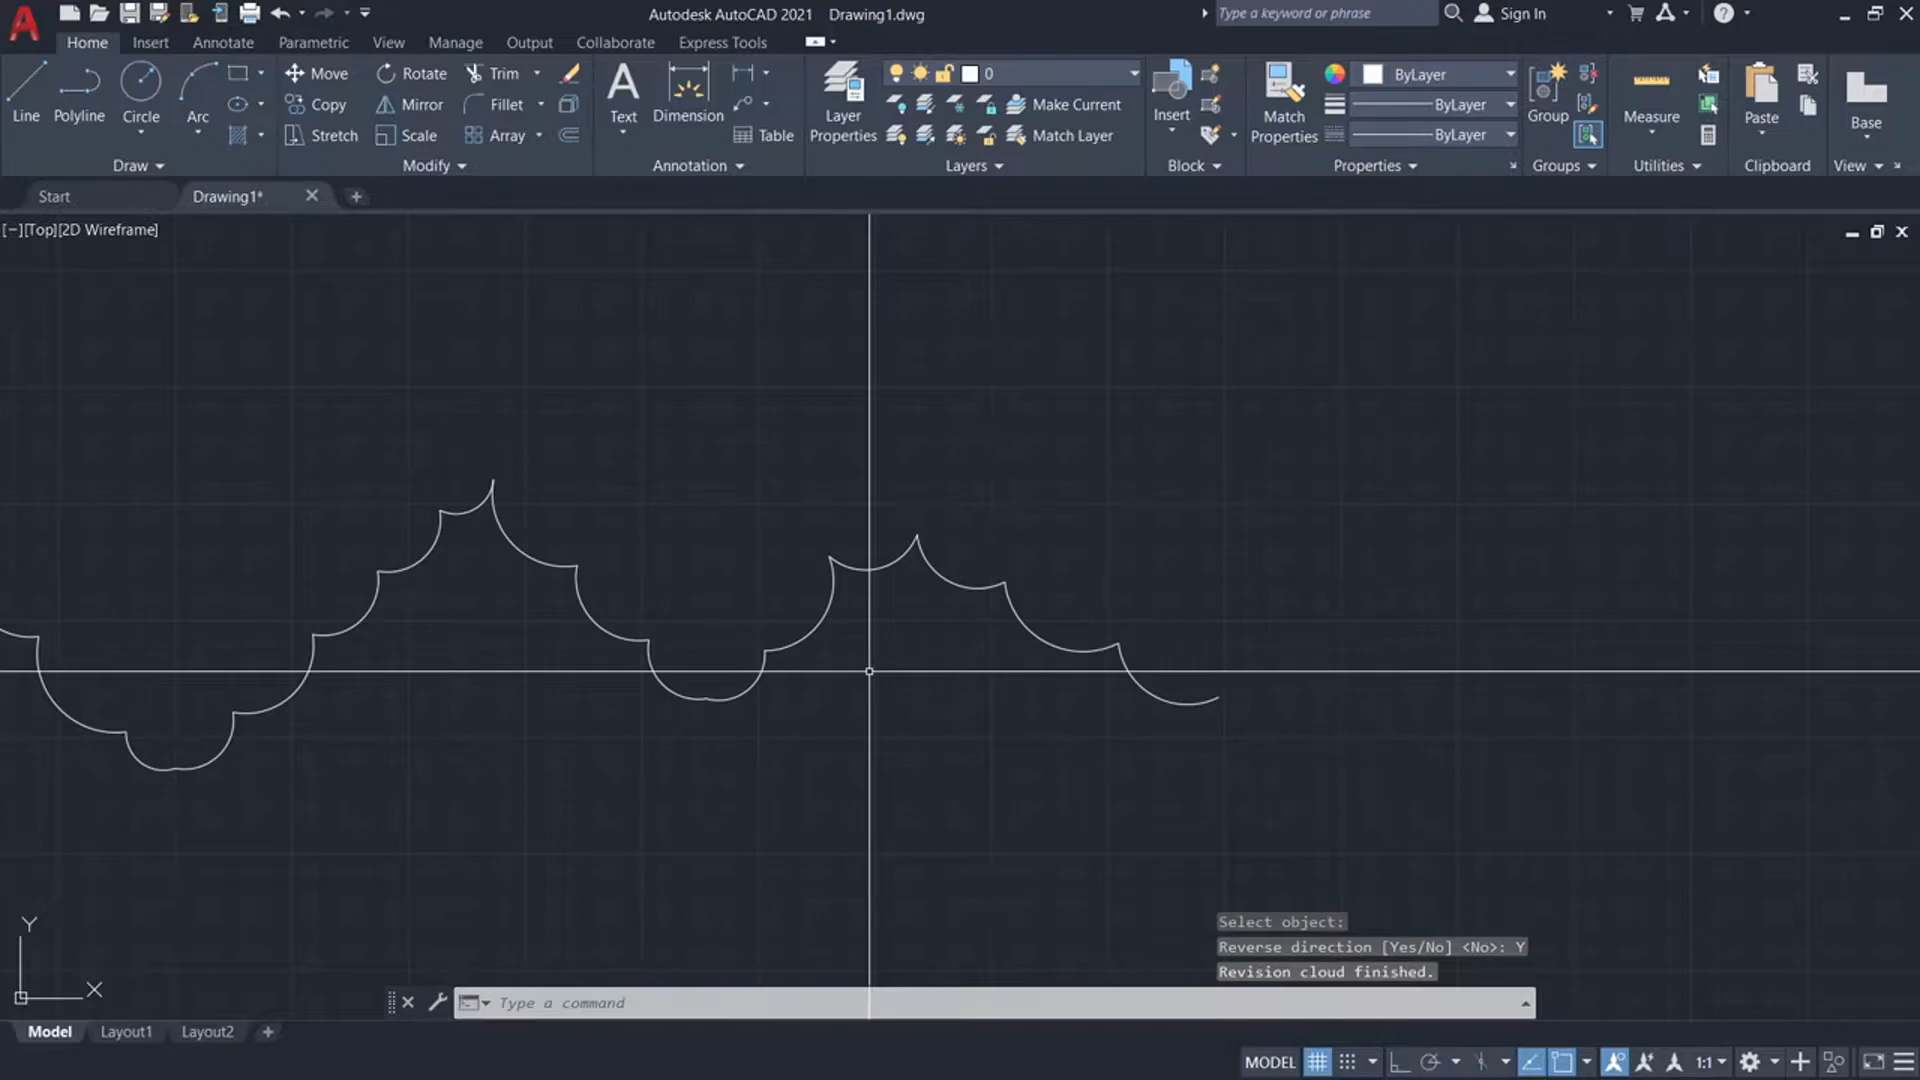 Autodesk AutoCAD 2021 Drawing1.dwg
Type a keyword or phrase
Sign In
Home Insert Annotate Parametric View Manage Output Collaborate Express Tools
Line Polyline Circle Arc
Move Rotate Trim
Copy Mirror Fillet
Stretch Scale Array
Text Dimension Table
Layer Properties
0
Make Current
Match Layer
Insert
Match Properties
ByLayer
ByLayer
ByLayer
Group Measure Paste Base
Draw Modify Annotation Layers Block Properties Groups Utilities Clipboard View
Start Drawing1*
[−][Top][2D Wireframe]
Select object:
Reverse direction [Yes/No] <No>: Y
Revision cloud finished.
Y
X
Type a command
Model Layout1 Layout2 +
MODEL 1:1